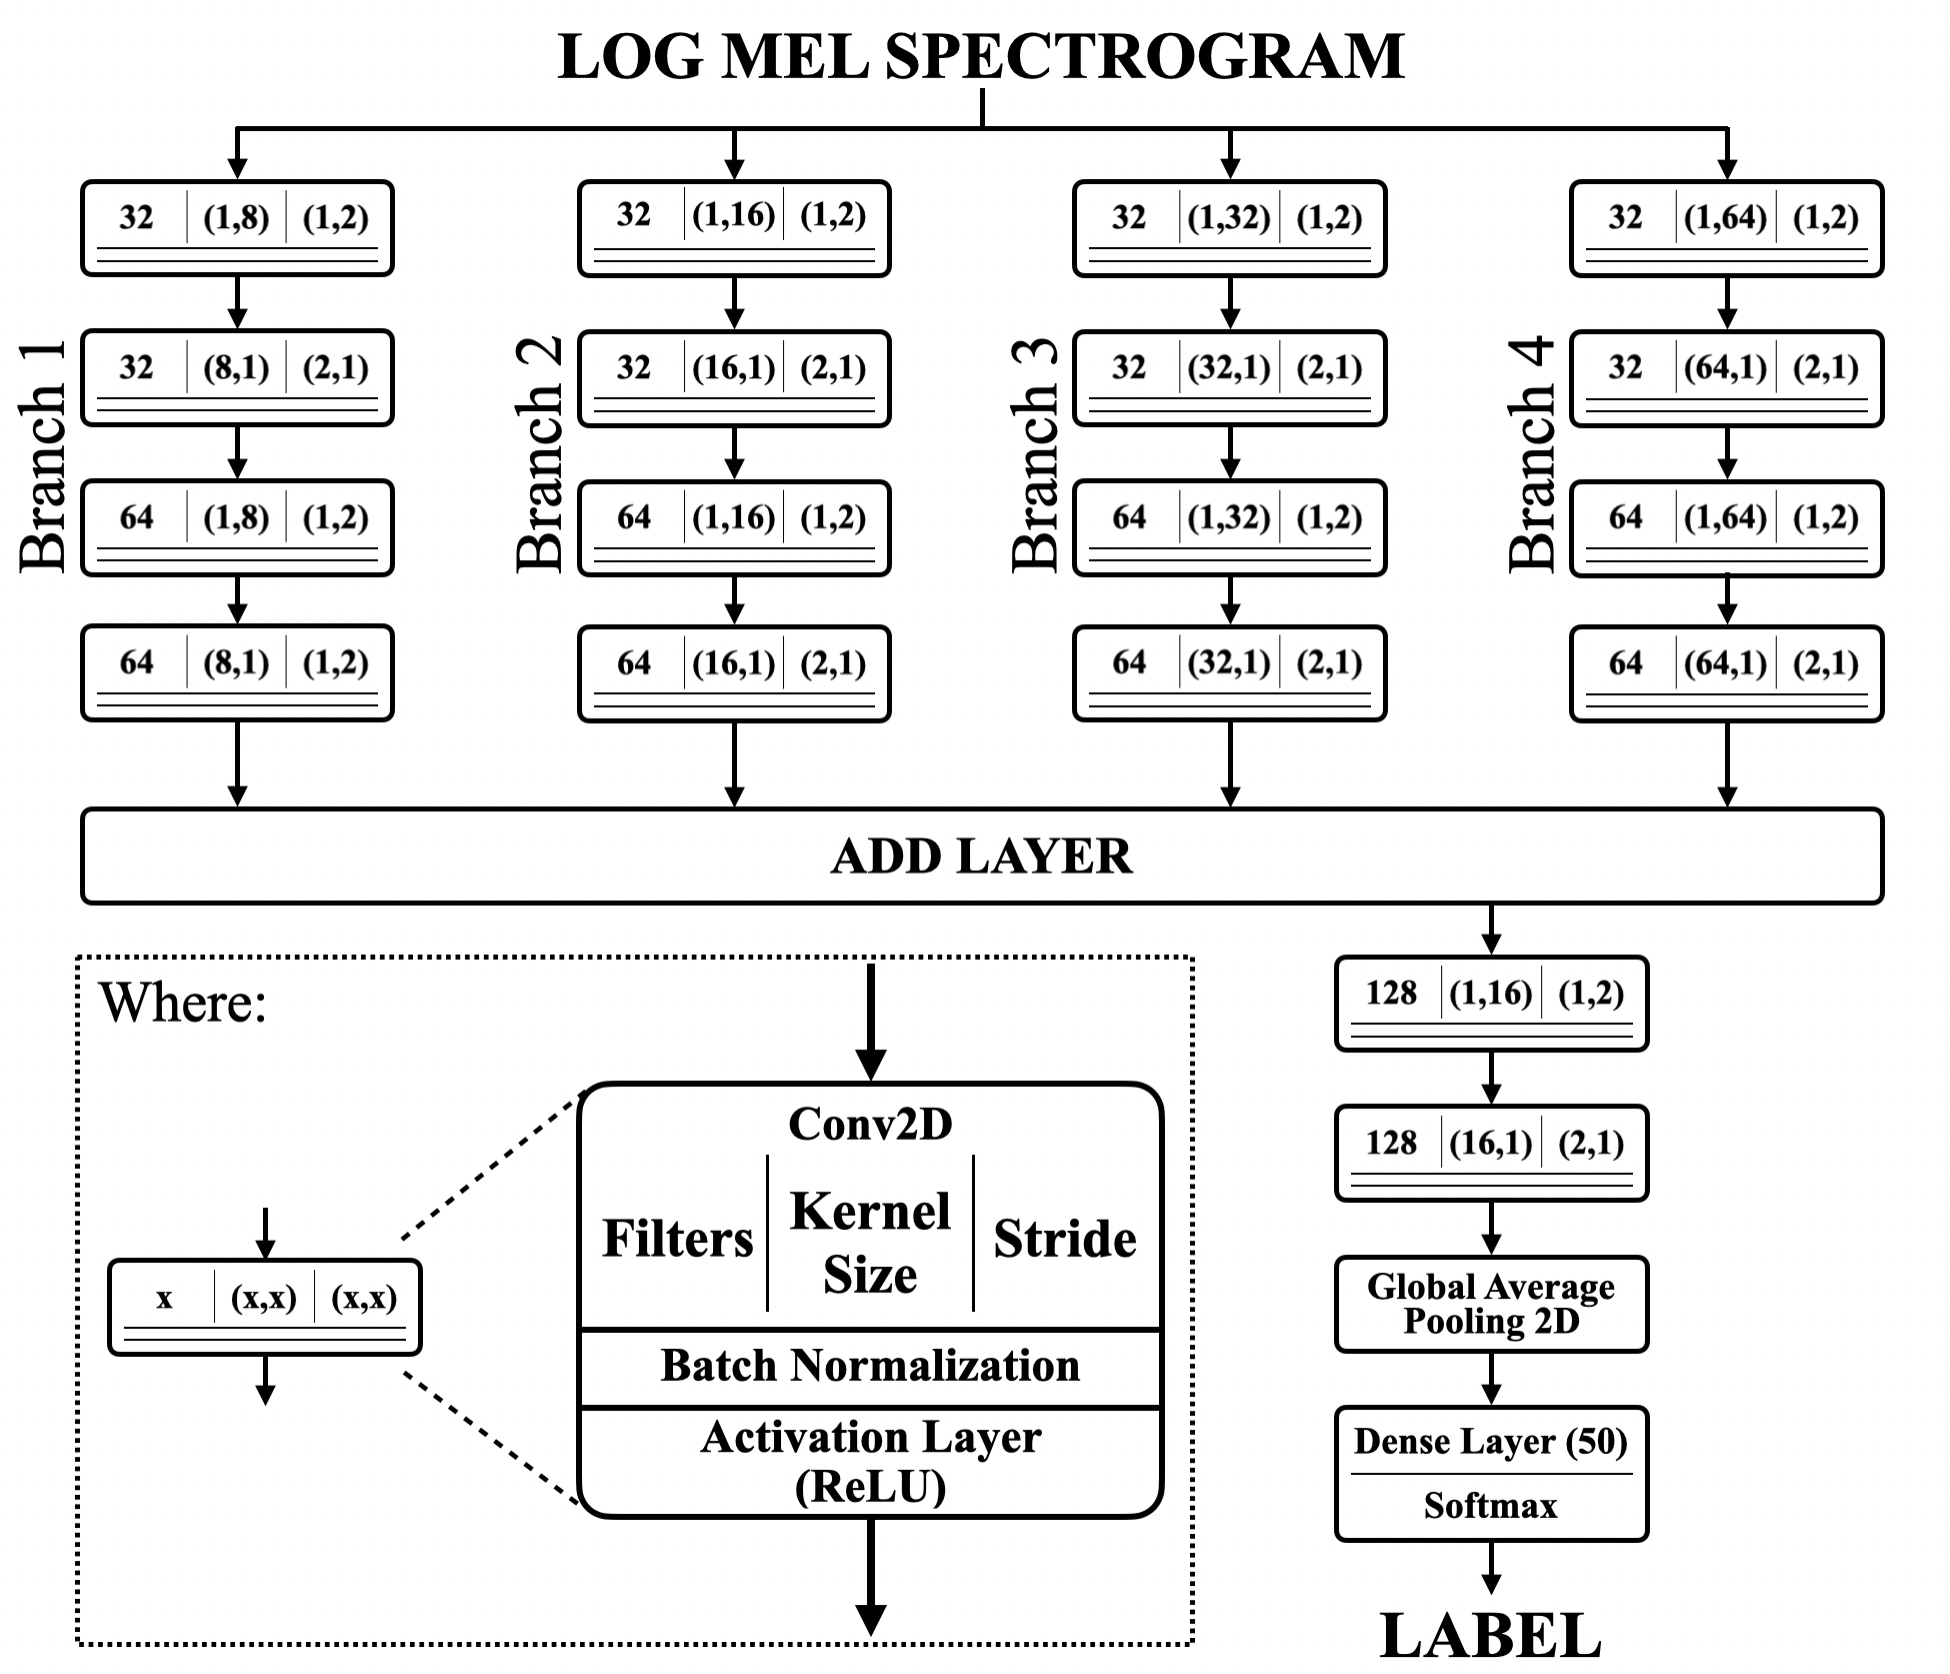 LOG MEL SPECTROGRAM
Branch 1
32 (1,8) (1,2)
32 (8,1) (2,1)
64 (1,8) (1,2)
64 (8,1) (1,2)
Branch 2
32 (1,16) (1,2)
32 (16,1) (2,1)
64 (1,16) (1,2)
64 (16,1) (2,1)
Branch 3
32 (1,32) (1,2)
32 (32,1) (2,1)
64 (1,32) (1,2)
64 (32,1) (2,1)
Branch 4
32 (1,64) (1,2)
32 (64,1) (2,1)
64 (1,64) (1,2)
64 (64,1) (2,1)
ADD LAYER
128 (1,16) (1,2)
128 (16,1) (2,1)
Global Average
Pooling 2D
Dense Layer (50)
Softmax
LABEL
Where:
x (x,x) (x,x)
Conv2D
Filters
Kernel
Size
Stride
Batch Normalization
Activation Layer
(ReLU)